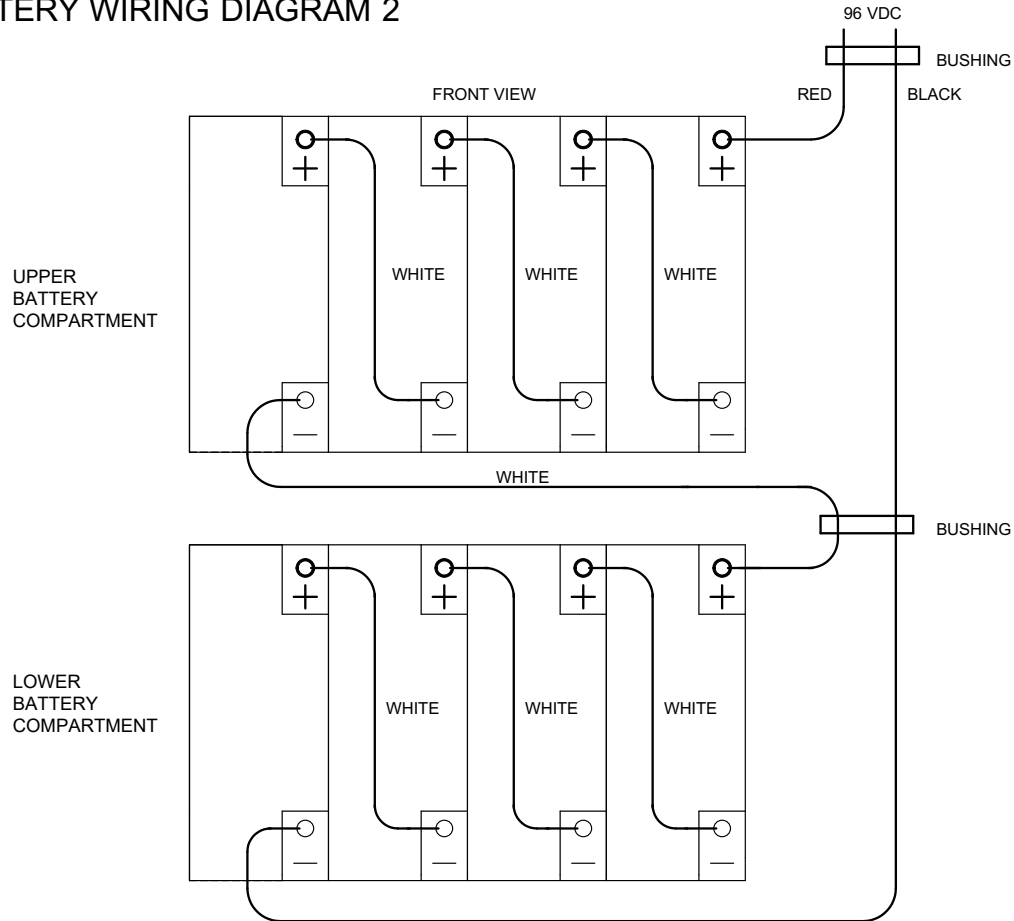 TERY WIRING DIAGRAM 2
96 VDC
BUSHING
FRONT VIEW
RED
BLACK
+
+
+
+
WHITE
WHITE
WHITE
UPPER
BATTERY
COMPARTMENT
—
—
—
—
WHITE
BUSHING
+
+
+
+
LOWER
BATTERY
COMPARTMENT
WHITE
WHITE
WHITE
—
—
—
—